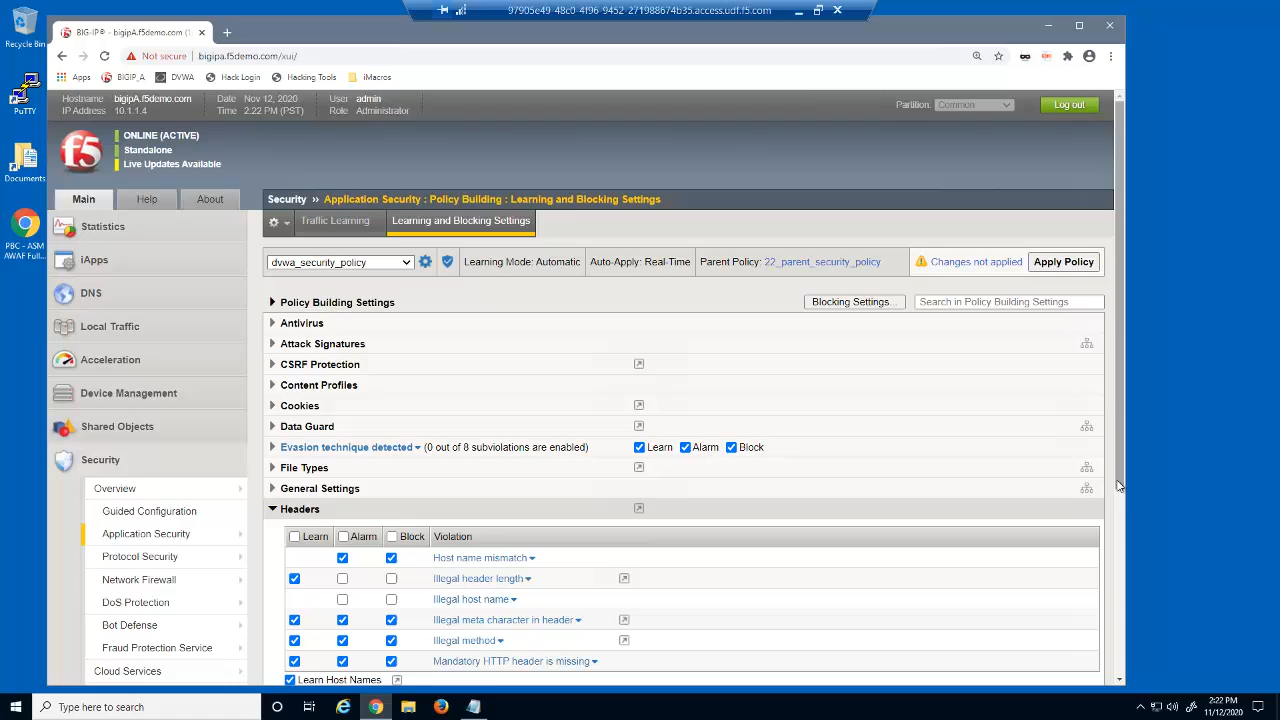 97905e49-48c0-4f96-9452-271988674b35.access.udf.f5.com
Recycle Bin
PuTTY
Documents
PBC - ASM
AWAF Full...
BIG-IP® - bigipa.f5demo.com (1
Not secure | bigipa.f5demo.com/xui/
Apps BIGIP_A DVWA Hack Login Hacking Tools iMacros
Hostname bigipA.f5demo.com Date Nov 12, 2020 User admin
IP Address 10.1.1.4 Time 2:22 PM (PST) Role Administrator
Partition: Common Log out
f5
ONLINE (ACTIVE)
Standalone
Live Updates Available
Main Help About
Security ›› Application Security : Policy Building : Learning and Blocking Settings
Traffic Learning Learning and Blocking Settings
dvwa_security_policy Learning Mode: Automatic Auto-Apply: Real-Time Parent Policy: 22_parent_security_policy Changes not applied Apply Policy
Statistics
iApps
DNS
Local Traffic
Acceleration
Device Management
Shared Objects
Security
Overview
Guided Configuration
Application Security
Protocol Security
Network Firewall
DoS Protection
Bot Defense
Fraud Protection Service
Cloud Services
Policy Building Settings Blocking Settings... Search in Policy Building Settings
Antivirus
Attack Signatures
CSRF Protection
Content Profiles
Cookies
Data Guard
Evasion technique detected (0 out of 8 subviolations are enabled) Learn Alarm Block
File Types
General Settings
Headers
Learn Alarm Block Violation
Host name mismatch
Illegal header length
Illegal host name
Illegal meta character in header
Illegal method
Mandatory HTTP header is missing
Learn Host Names
Type here to search
2:22 PM
11/12/2020